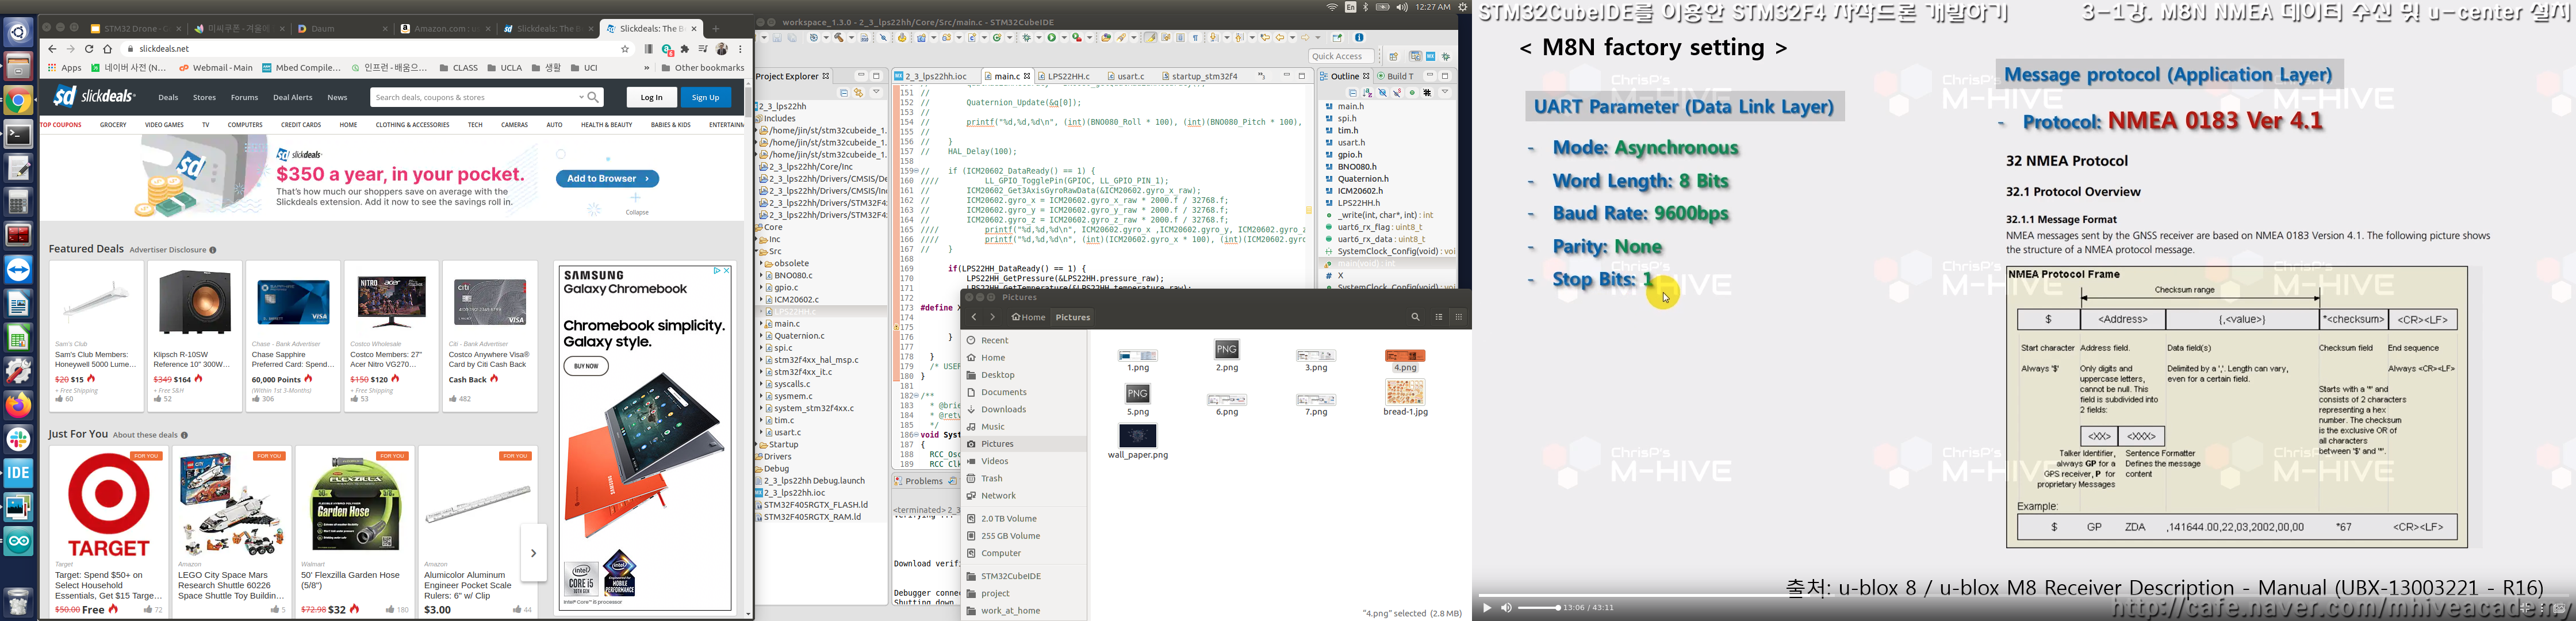 STM32 Drone - G
미씨쿠폰 - 겨울이
Daum
Amazon.com : u
Slickdeals: The B
Slickdeals: The B
slickdeals.net
Apps
네이버 사전 (N...
Webmail - Main
Mbed Compile...
인프런 - 배움으...
CLASS
UCLA
생활
UCI
»
Other bookmarks
slickdeals
Deals
Stores
Forums
Deal Alerts
News
Search deals, coupons & stores
Log In
Sign Up
TOP COUPONS
GROCERY
VIDEO GAMES
TV
COMPUTERS
CREDIT CARDS
HOME
CLOTHING & ACCESSORIES
TECH
CAMERAS
AUTO
HEALTH & BEAUTY
BABIES & KIDS
ENTERTAINM
slickdeals
$350 a year, in your pocket.
That's how much our shoppers save on average with the
Slickdeals extension. Add it now to see the savings roll in.
Add to Browser
Collapse
Featured Deals Advertiser Disclosure
Sam's Club
Sam's Club Members:
Honeywell 5000 Lume...
$20 $15
+ Free Shipping
60
Klipsch R-10SW
Reference 10" 300W...
$349 $164
+ Free S&H
52
Chase - Bank Advertiser
Chase Sapphire
Preferred Card: Spend...
60,000 Points
(Within 1st 3-Months)
306
Costco Wholesale
Costco Members: 27"
Acer Nitro VG270...
$150 $120
+ Free Shipping
53
Citi - Bank Advertiser
Costco Anywhere Visa®
Card by Citi Cash Back
Cash Back
482
Just For You About these deals
FOR YOU
TARGET
Target
Target: Spend $50+ on
Select Household
Essentials, Get $15 Targe...
$50.00 Free
72
FOR YOU
Amazon
LEGO City Space Mars
Research Shuttle 60226
Space Shuttle Toy Buildin...
5
FOR YOU
Walmart
50' Flexzilla Garden Hose
(5/8")
$72.98 $32
180
FOR YOU
Amazon
Alumicolor Aluminum
Engineer Pocket Scale
Rulers: 6" w/ Clip
$3.00
44
SAMSUNG
Galaxy Chromebook
Chromebook simplicity.
Galaxy style.
BUY NOW
Intel® Core™ i5 processor
workspace_1.3.0 - 2_3_lps22hh/Core/Src/main.c - STM32CubeIDE
En
12:27 AM
Quick Access
Project Explorer
2_3_lps22hh
Includes
/home/jin/st/stm32cubeide_1.
/home/jin/st/stm32cubeide_1.
/home/jin/st/stm32cubeide_1.
2_3_lps22hh/Core/Inc
2_3_lps22hh/Drivers/CMSIS/De
2_3_lps22hh/Drivers/CMSIS/Inc
2_3_lps22hh/Drivers/STM32F4
2_3_lps22hh/Drivers/STM32F4
Core
Inc
Src
obsolete
BNO080.c
gpio.c
ICM20602.c
LPS22HH.c
main.c
Quaternion.c
spi.c
stm32f4xx_hal_msp.c
stm32f4xx_it.c
syscalls.c
sysmem.c
system_stm32f4xx.c
tim.c
usart.c
Startup
Drivers
Debug
2_3_lps22hh Debug.launch
2_3_lps22hh.ioc
STM32F405RGTX_FLASH.ld
STM32F405RGTX_RAM.ld
2_3_lps22hh.ioc
main.c
LPS22HH.c
usart.c
startup_stm32f4
151 //
152 // Quaternion_Update(&q[0]);
153 //
154 // printf("%d,%d,%d\n", (int)(BNO080_Roll * 100), (int)(BNO080_Pitch * 100),
155 //
156 // }
157 // HAL_Delay(100);
158
159 // if (ICM20602_DataReady() == 1) {
160 //// LL_GPIO_TogglePin(GPIOC, LL_GPIO_PIN_1);
161 // ICM20602_Get3AxisGyroRawData(&ICM20602.gyro_x_raw);
162 // ICM20602.gyro_x = ICM20602.gyro_x_raw * 2000.f / 32768.f;
163 // ICM20602.gyro_y = ICM20602.gyro_y_raw * 2000.f / 32768.f;
164 // ICM20602.gyro_z = ICM20602.gyro_z_raw * 2000.f / 32768.f;
165 //// printf("%d,%d,%d\n", ICM20602.gyro_x ,ICM20602.gyro_y, ICM20602.gyro_z
166 //// printf("%d,%d,%d\n", (int)(ICM20602.gyro_x * 100), (int)(ICM20602.gyro
167 // }
168
169 if(LPS22HH_DataReady() == 1) {
170 LPS22HH_GetPressure(&LPS22HH.pressure_raw);
171 LPS22HH_GetTemperature(&LPS22HH.temperature_raw);
172
173 #define X
174
175
176 }
177
178 }
179 /* USER
180 }
181
182 /**
183 * @brie
184 * @retv
185 */
186 void Syst
187 {
188 RCC_Osc
189 RCC_Clk
Problems
<terminated> 2_3
Download verifi
Debugger connec
Shutting down
Outline
Build T
main.h
spi.h
tim.h
usart.h
gpio.h
BNO080.h
Quaternion.h
ICM20602.h
LPS22HH.h
_write(int, char*, int) : int
uart6_rx_flag : uint8_t
uart6_rx_data : uint8_t
SystemClock_Config(void) : voi
main(void) : int
X
SystemClock_Config(void) : voi
Pictures
Home
Pictures
Recent
Home
Desktop
Documents
Downloads
Music
Pictures
Videos
Trash
Network
2.0 TB Volume
255 GB Volume
Computer
STM32CubeIDE
project
work_at_home
1.png
2.png
3.png
4.png
5.png
6.png
7.png
bread-1.jpg
wall_paper.png
"4.png" selected (2.8 MB)
STM32CubeIDE를 이용한 STM32F4 자작드론 개발하기
3-1강. M8N NMEA 데이터 수신 및 u-center 설치
< M8N factory setting >
UART Parameter (Data Link Layer)
- Mode: Asynchronous
- Word Length: 8 Bits
- Baud Rate: 9600bps
- Parity: None
- Stop Bits: 1
Message protocol (Application Layer)
- Protocol: NMEA 0183 Ver 4.1
32 NMEA Protocol
32.1 Protocol Overview
32.1.1 Message Format
NMEA messages sent by the GNSS receiver are based on NMEA 0183 Version 4.1. The following picture shows
the structure of a NMEA protocol message.
NMEA Protocol Frame
Checksum range
$ <Address> {,<value>} *<checksum> <CR><LF>
Start character
Always '$'
Address field.
Only digits and
uppercase letters,
cannot be null. This
field is subdivided into
2 fields:
<XX> <XXX>
Talker Identifier,
always GP for a
GPS receiver, P for
proprietary Messages
Sentence Formatter
Defines the message
content
Data field(s)
Delimited by a ','. Length can vary,
even for a certain field.
Checksum field
Starts with a '*' and
consists of 2 characters
representing a hex
number. The checksum
is the exclusive OR of
all characters
between '$' and '*'.
End sequence
Always <CR><LF>
Example:
$ GP ZDA ,141644.00,22,03,2002,00,00 *67 <CR><LF>
출처: u-blox 8 / u-blox M8 Receiver Description - Manual (UBX-13003221 - R16)
13:06 / 43:11
http://cafe.naver.com/mhiveacademy
ChrisP's
M-HIVE